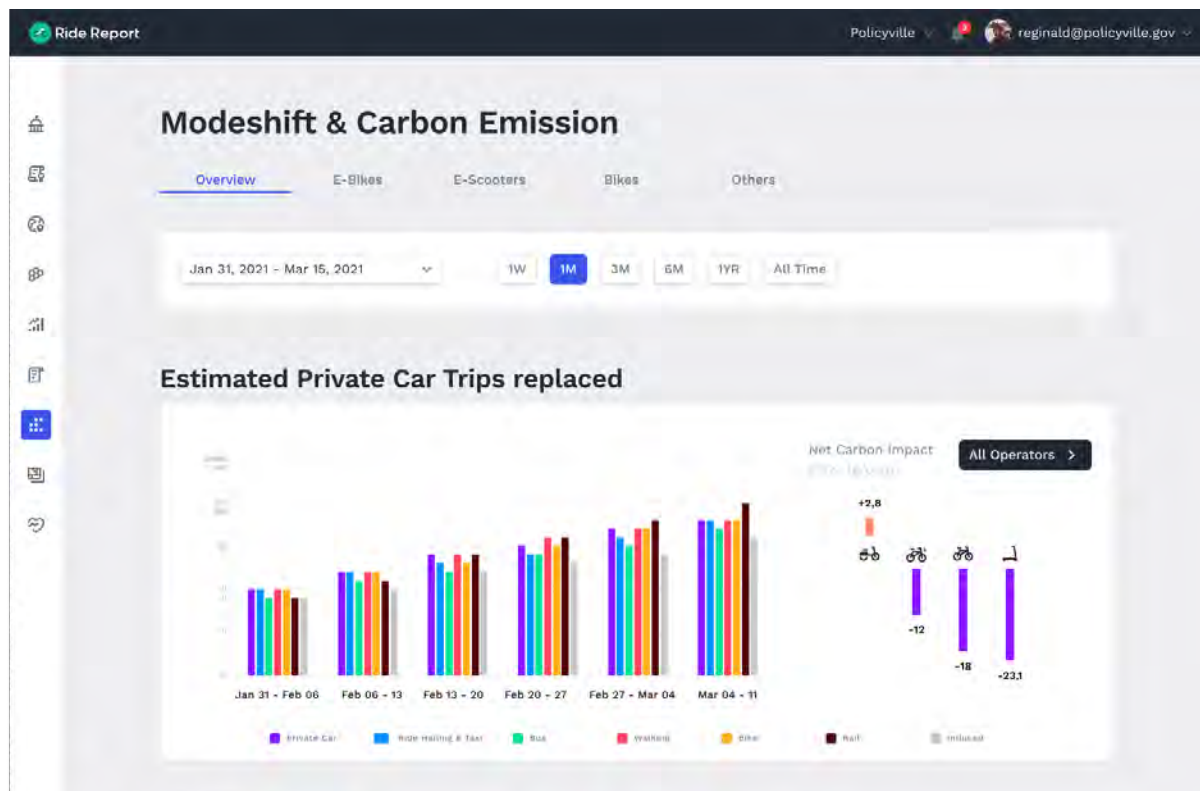 Ride Report
Policyville
reginald@policyville.gov
Modeshift & Carbon Emission
Overview E-Bikes E-Scooters Bikes Others
Jan 31, 2021 - Mar 15, 2021
1W 1M 3M 6M 1YR All Time
Estimated Private Car Trips replaced
Net Carbon Impact
All Operators
+2,8
-12
-18
-23,1
Jan 31 - Feb 06 Feb 06 - 13 Feb 13 - 20 Feb 20 - 27 Feb 27 - Mar 04 Mar 04 - 11
Private Car Ride Hailing & Taxi Bus Walking Bike Rail Induced